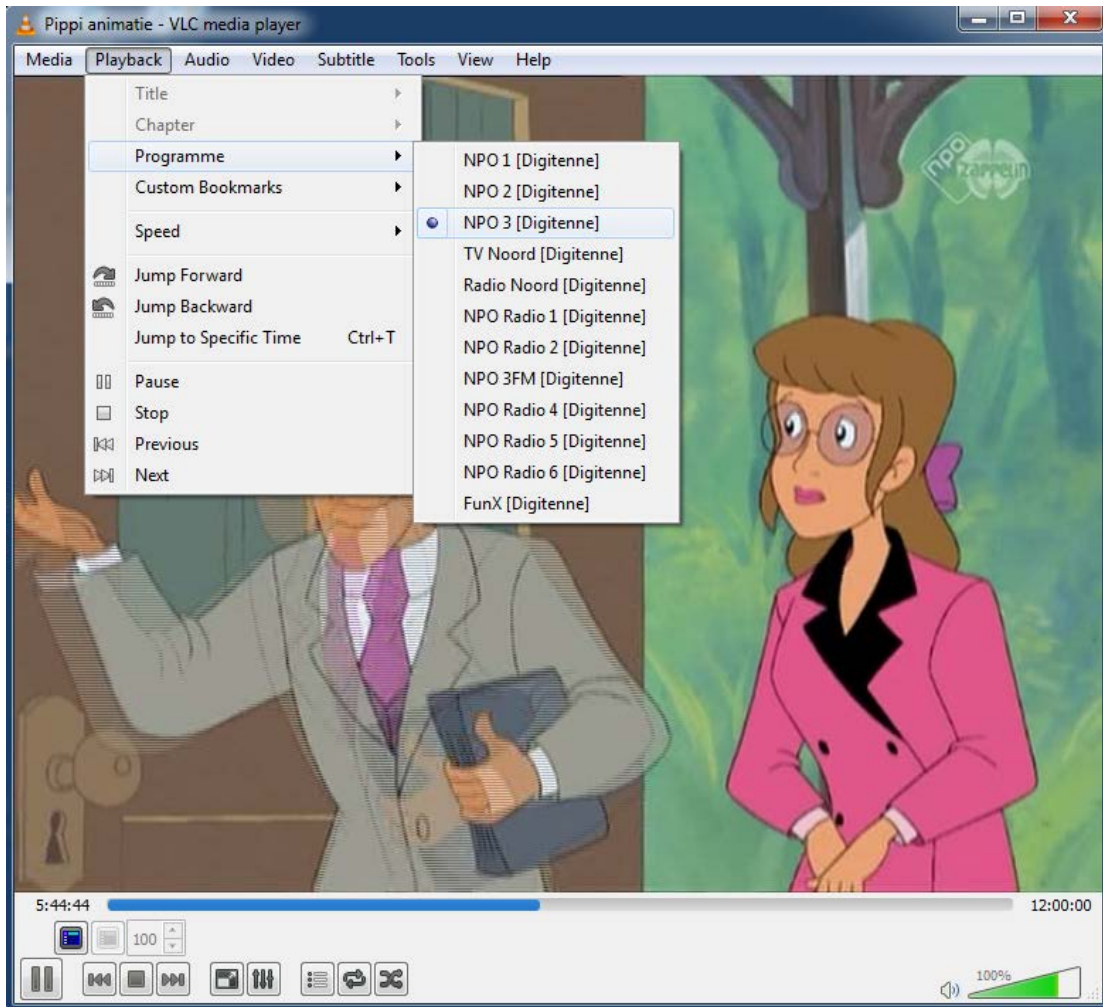 Pippi animatie - VLC media player
Media Playback Audio Video Subtitle Tools View Help
Title
Chapter
Programme
Custom Bookmarks
Speed
Jump Forward
Jump Backward
Jump to Specific Time Ctrl+T
Pause
Stop
Previous
Next
NPO 1 [Digitenne]
NPO 2 [Digitenne]
NPO 3 [Digitenne]
TV Noord [Digitenne]
Radio Noord [Digitenne]
NPO Radio 1 [Digitenne]
NPO Radio 2 [Digitenne]
NPO 3FM [Digitenne]
NPO Radio 4 [Digitenne]
NPO Radio 5 [Digitenne]
NPO Radio 6 [Digitenne]
FunX [Digitenne]
npo zappelin
5:44:44 12:00:00
100
100%